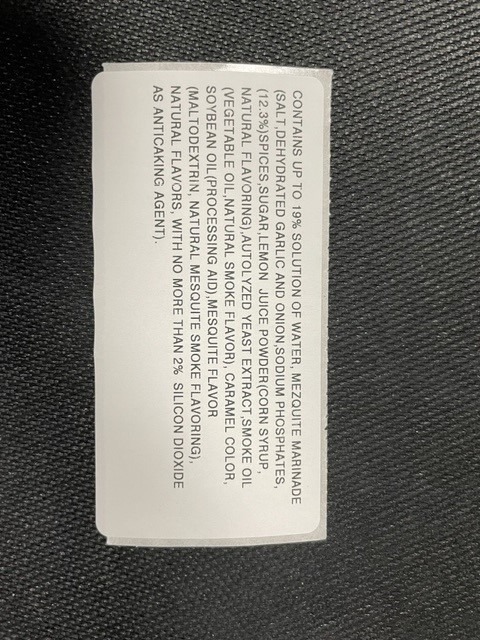 CONTAINS UP TO 19% SOLUTION OF WATER, MEZQUITE MARINADE
(SALT,DEHYDRATED GARLIC AND ONION,SODIUM PHOSPHATES,
(12.3%)SPICES,SUGAR,LEMON JUICE POWDER(CORN SYRUP,
NATURAL FLAVORING),AUTOLYZED YEAST EXTRACT,SMOKE OIL
(VEGETABLE OIL,NATURAL SMOKE FLAVOR), CARAMEL COLOR,
SOYBEAN OIL(PROCESSING AID),MESQUITE FLAVOR
(MALTODEXTRIN, NATURAL MESQUITE SMOKE FLAVORING),
NATURAL FLAVORS, WITH NO MORE THAN 2% SILICON DIOXIDE
AS ANTICAKING AGENT).